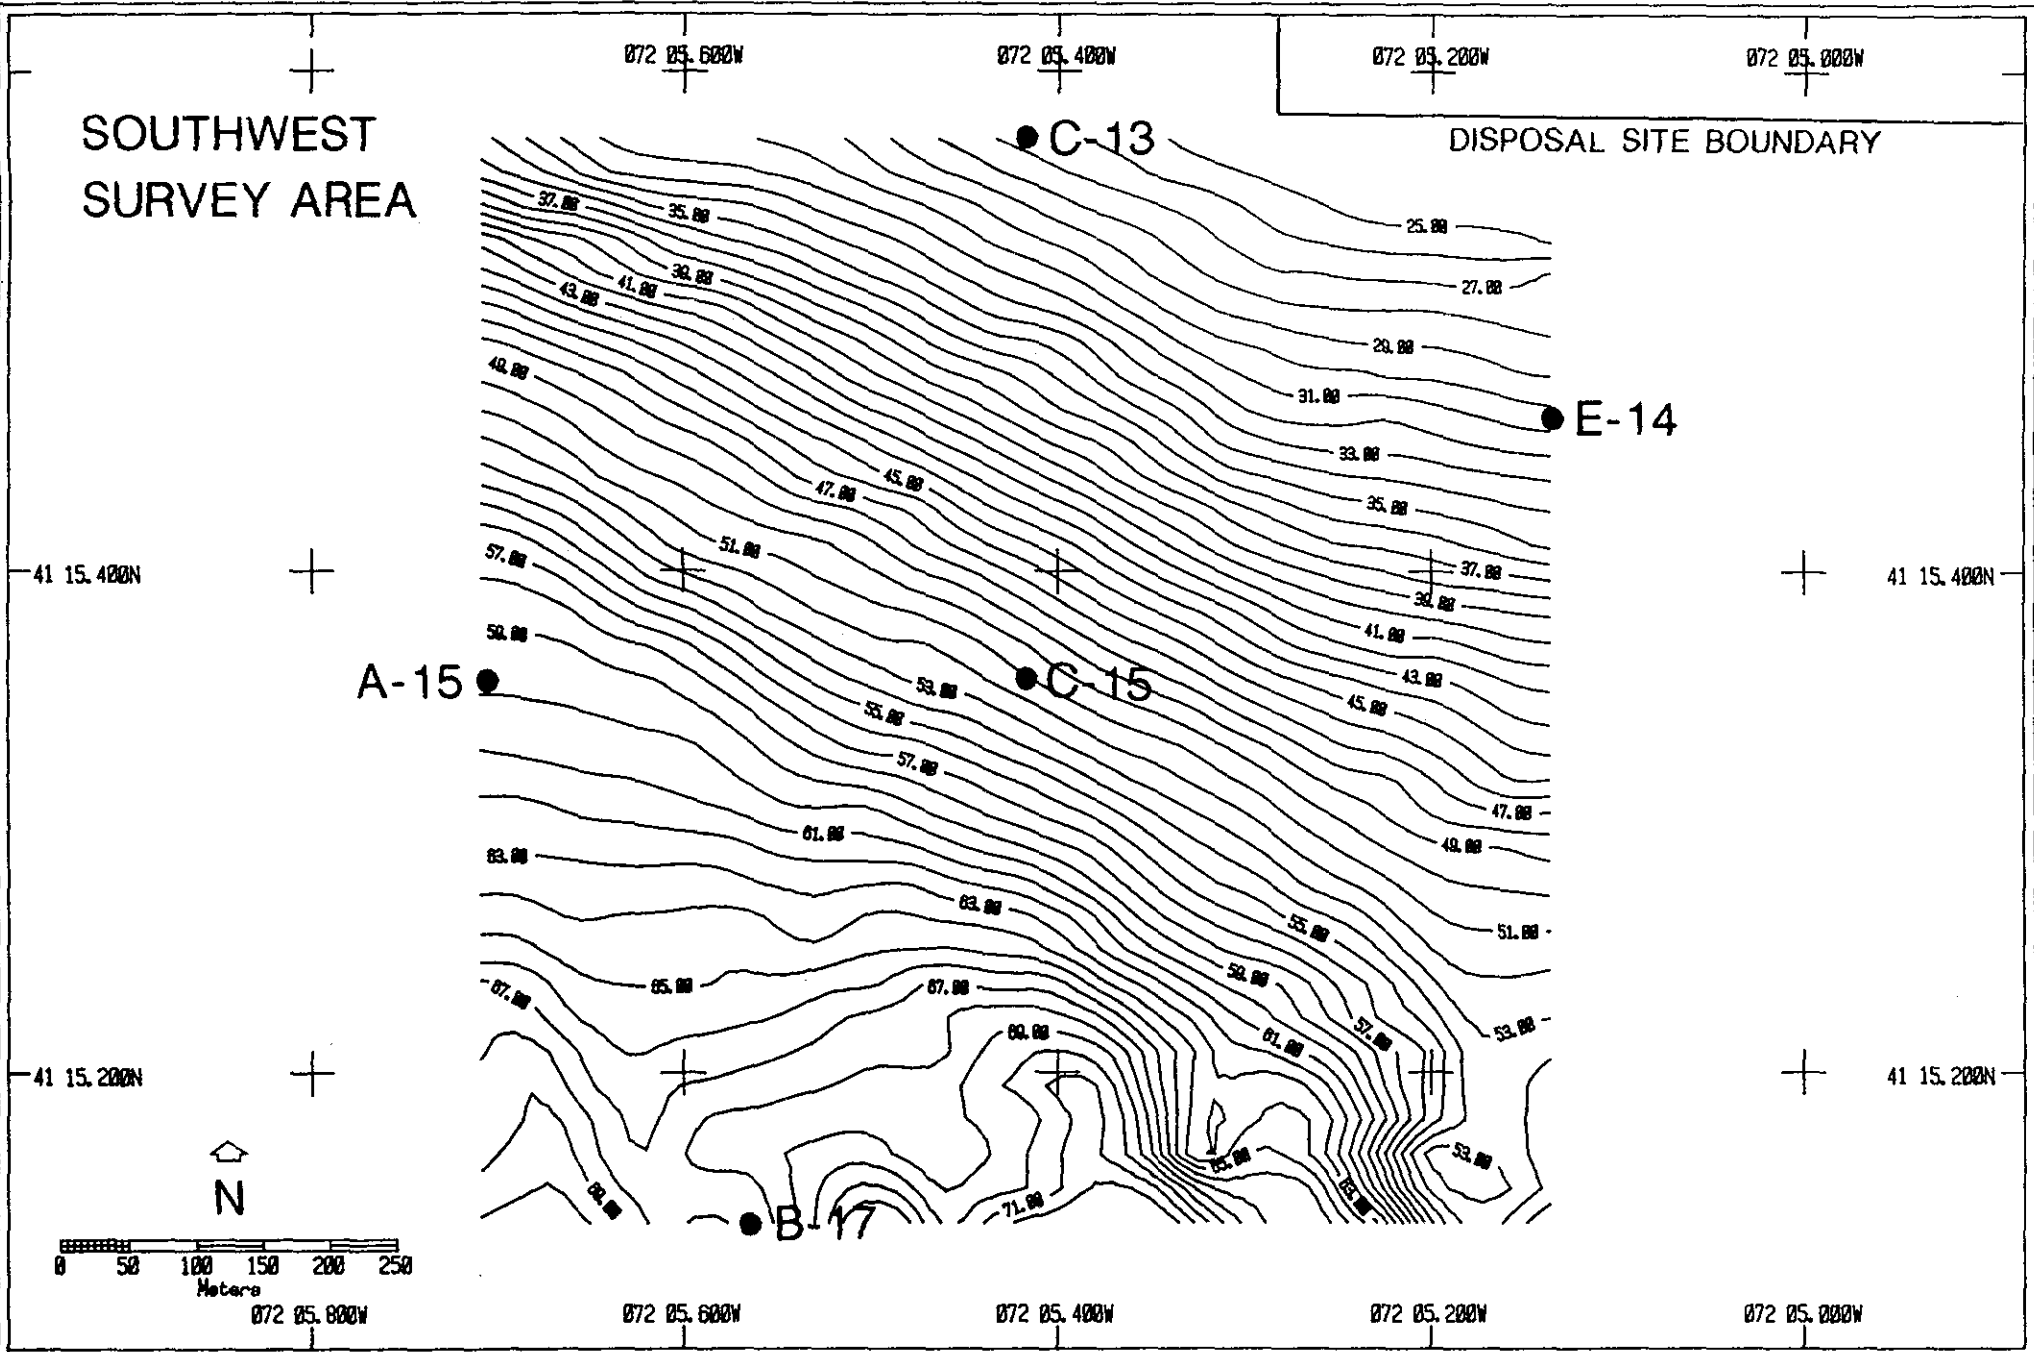 072 05.600W
072 05.400W
072 05.200W
072 05.000W
SOUTHWEST
SURVEY AREA
C-13
DISPOSAL SITE BOUNDARY
37.00
35.00
25.00
39.00
41.00
43.00
27.00
29.00
49.00
31.00
E-14
33.00
45.00
47.00
35.00
51.00
57.00
41 15.400N
37.00
41 15.400N
39.00
59.00
41.00
A-15
C-15
53.00
43.00
55.00
45.00
57.00
47.00
61.00
49.00
63.00
63.00
55.00
51.00
59.00
65.00
67.00
67.00
69.00
57.00
53.00
61.00
41 15.200N
41 15.200N
53.00
65.00
N
69.00
63.00
71.00
B-17
0 50 100 150 200 250
Meters
072 05.800W
072 05.600W
072 05.400W
072 05.200W
072 05.000W